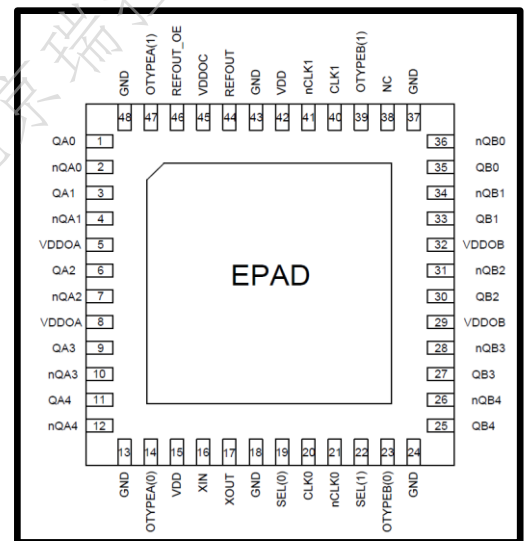 GND OTYPEA(1) REFOUT_OE VDDOC REFOUT GND VDD nCLK1 CLK1 OTYPEB(1) NC GND
48 47 46 45 44 43 42 41 40 39 38 37
QA0 1 36 nQB0
nQA0 2 35 QB0
QA1 3 34 nQB1
nQA1 4 33 QB1
VDDOA 5 32 VDDOB
QA2 6 31 nQB2
nQA2 7 30 QB2
VDDOA 8 29 VDDOB
QA3 9 28 nQB3
nQA3 10 27 QB3
QA4 11 26 nQB4
nQA4 12 25 QB4
EPAD
13 14 15 16 17 18 19 20 21 22 23 24
GND OTYPEA(0) VDD XIN XOUT GND SEL(0) CLK0 nCLK0 SEL(1) OTYPEB(0) GND
京瑞